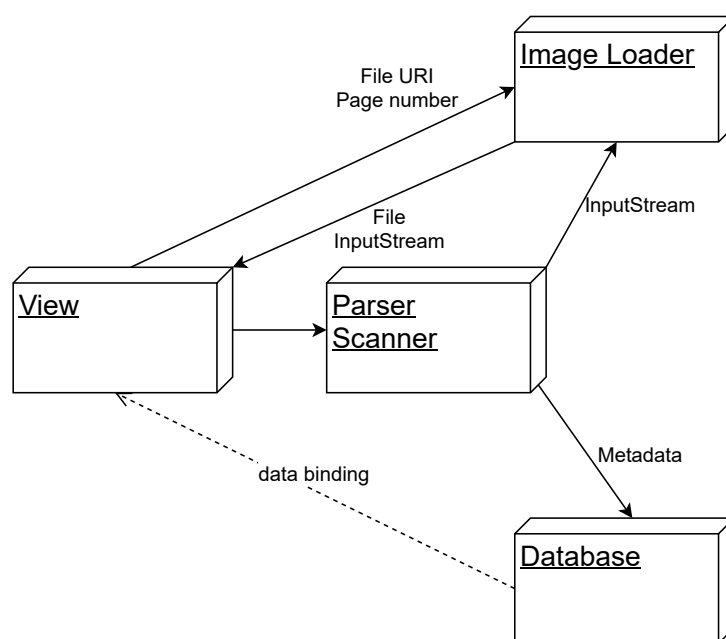 Image Loader
File URI
Page number
InputStream
File
InputStream
View
Parser
Scanner
Metadata
data binding
Database